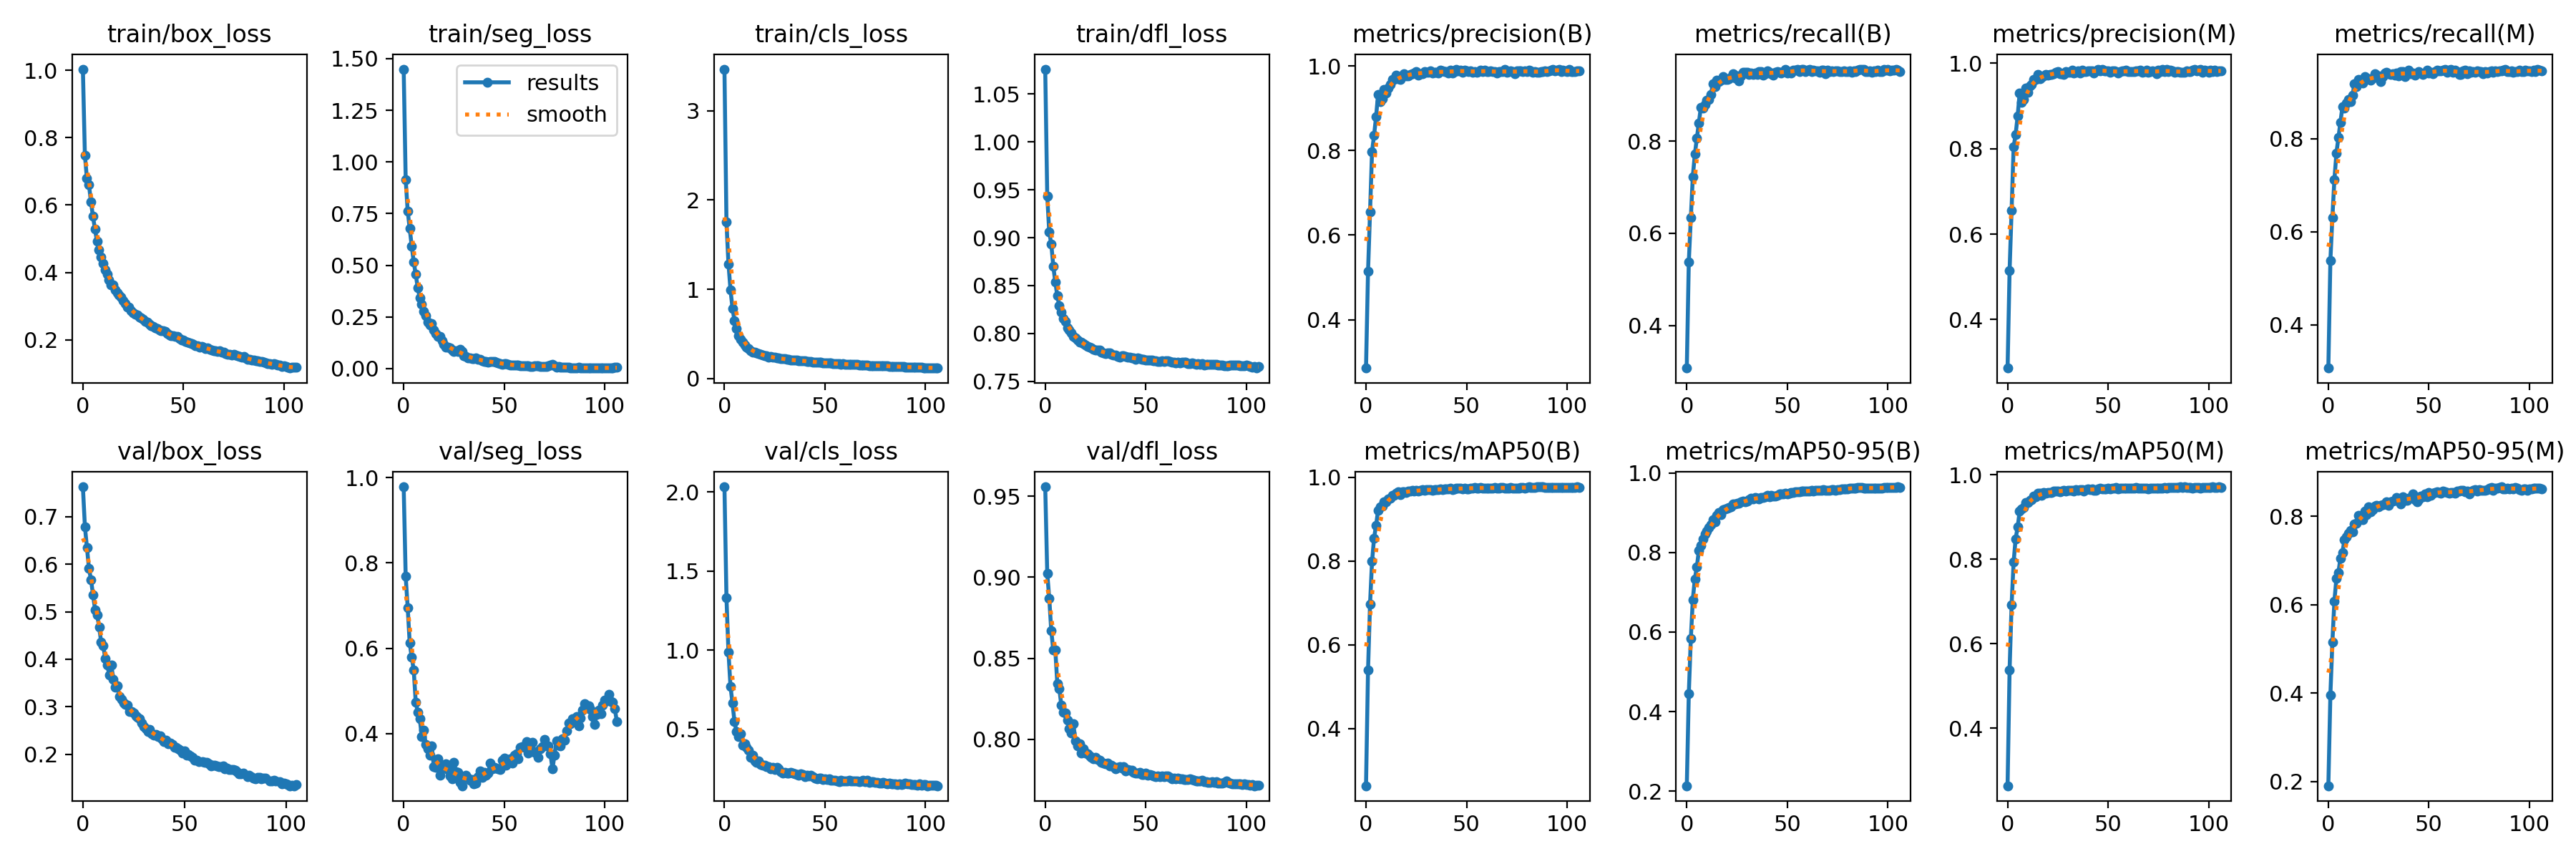 train/box_loss
1.0
0.8
0.6
0.4
0.2
0 50 100
train/seg_loss
1.50
1.25
1.00
0.75
0.50
0.25
0.00
0 50 100
results
smooth
train/cls_loss
3
2
1
0
0 50 100
train/dfl_loss
1.05
1.00
0.95
0.90
0.85
0.80
0.75
0 50 100
metrics/precision(B)
1.0
0.8
0.6
0.4
0 50 100
metrics/recall(B)
0.8
0.6
0.4
0 50 100
metrics/precision(M)
1.0
0.8
0.6
0.4
0 50 100
metrics/recall(M)
0.8
0.6
0.4
0 50 100
val/box_loss
0.7
0.6
0.5
0.4
0.3
0.2
0 50 100
val/seg_loss
1.0
0.8
0.6
0.4
0 50 100
val/cls_loss
2.0
1.5
1.0
0.5
0 50 100
val/dfl_loss
0.95
0.90
0.85
0.80
0 50 100
metrics/mAP50(B)
1.0
0.8
0.6
0.4
0 50 100
metrics/mAP50-95(B)
1.0
0.8
0.6
0.4
0.2
0 50 100
metrics/mAP50(M)
1.0
0.8
0.6
0.4
0 50 100
metrics/mAP50-95(M)
0.8
0.6
0.4
0.2
0 50 100